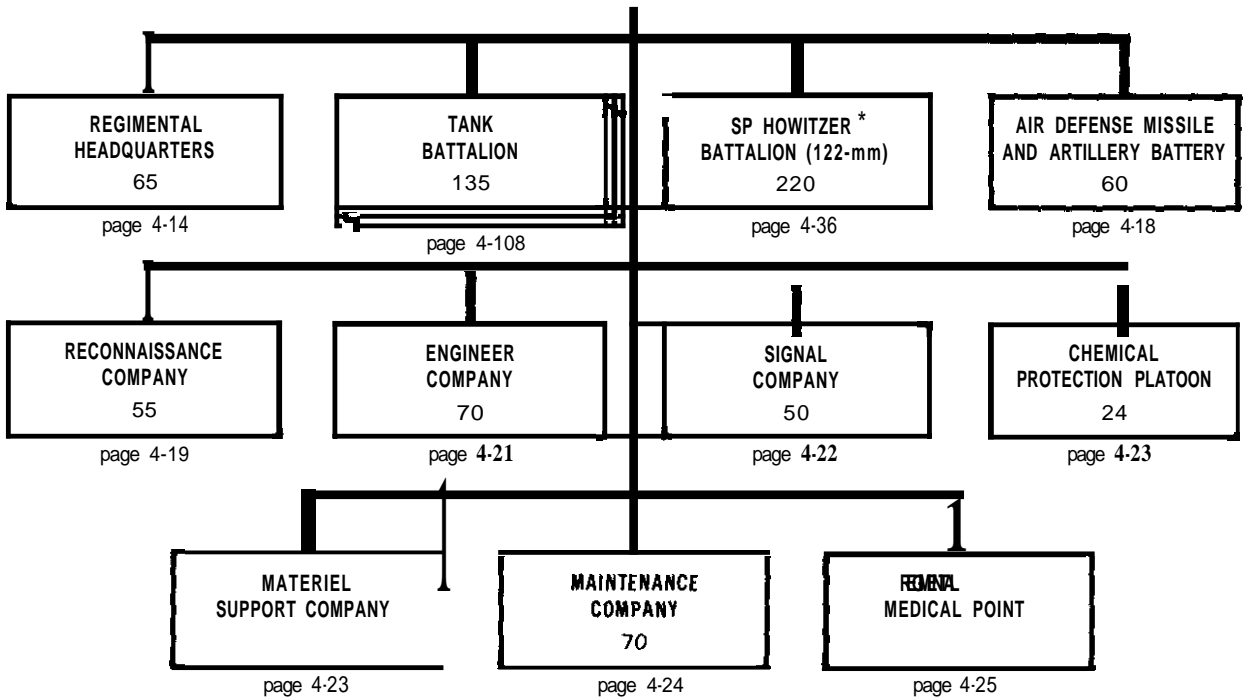 REGIMENTAL
HEADQUARTERS
65
page 4-14
TANK
BATTALION
135
page 4-108
SP HOWITZER *
BATTALION (122-mm)
220
page 4-36
AIR DEFENSE MISSILE
AND ARTILLERY BATTERY
60
page 4-18
RECONNAISSANCE
COMPANY
55
page 4-19
ENGINEER
COMPANY
70
page 4-21
SIGNAL
COMPANY
50
page 4-22
CHEMICAL
PROTECTION PLATOON
24
page 4-23
MATERIEL
SUPPORT COMPANY
page 4-23
MAINTENANCE
COMPANY
70
page 4-24
MEDICAL POINT
page 4-25